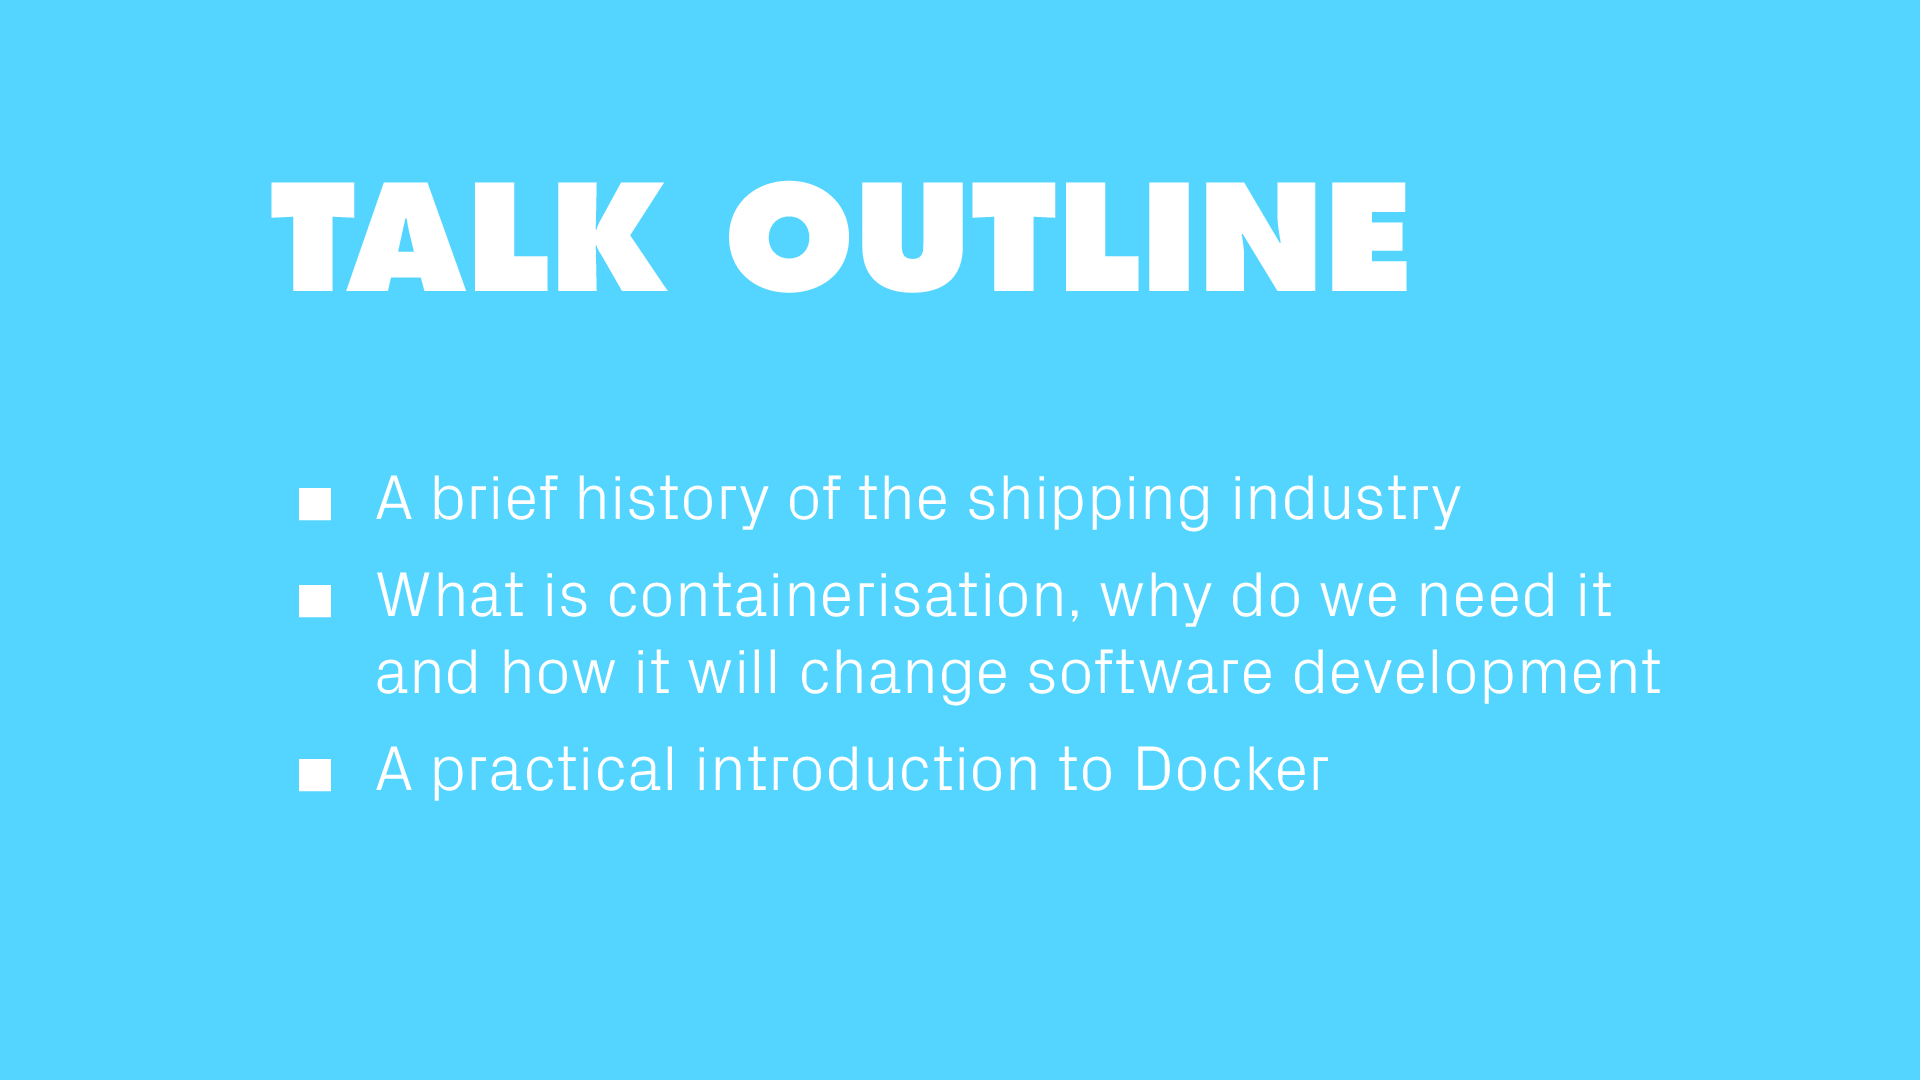 TALK OUTLINE
■ A brief history of the shipping industry
■ What is containerisation, why do we need it
and how it will change software development
■ A practical introduction to Docker